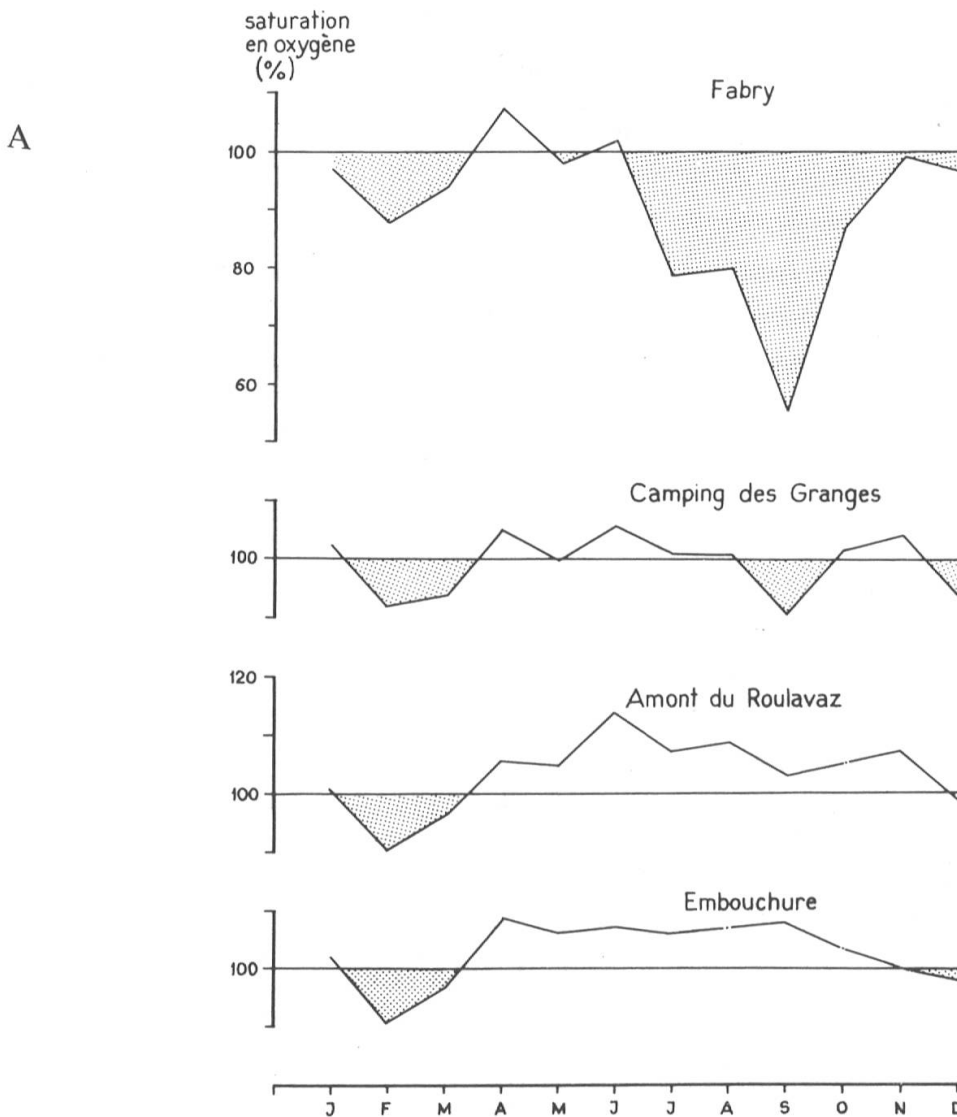 saturation
en oxygène
(%)
A
Fabry
100
80
60
Camping des Granges
100
120
Amont du Roulavaz
100
Embouchure
100
J F M A M J J A S O N D